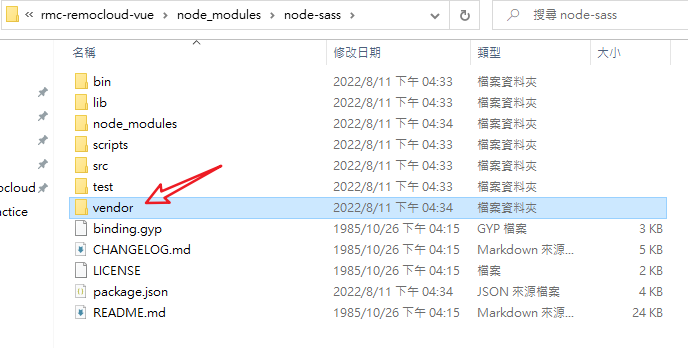 « rmc-remocloud-vue › node_modules › node-sass
搜尋 node-sass
名稱 修改日期 類型 大小
bin 2022/8/11 下午 04:33 檔案資料夾
lib 2022/8/11 下午 04:33 檔案資料夾
node_modules 2022/8/11 下午 04:34 檔案資料夾
scripts 2022/8/11 下午 04:33 檔案資料夾
src 2022/8/11 下午 04:33 檔案資料夾
ocloud test 2022/8/11 下午 04:33 檔案資料夾
actice vendor 2022/8/11 下午 04:34 檔案資料夾
binding.gyp 1985/10/26 下午 04:15 GYP 檔案 3 KB
CHANGELOG.md 1985/10/26 下午 04:15 Markdown 來源... 5 KB
LICENSE 1985/10/26 下午 04:15 檔案 2 KB
package.json 2022/8/11 下午 04:34 JSON 來源檔案 4 KB
README.md 1985/10/26 下午 04:15 Markdown 來源... 24 KB